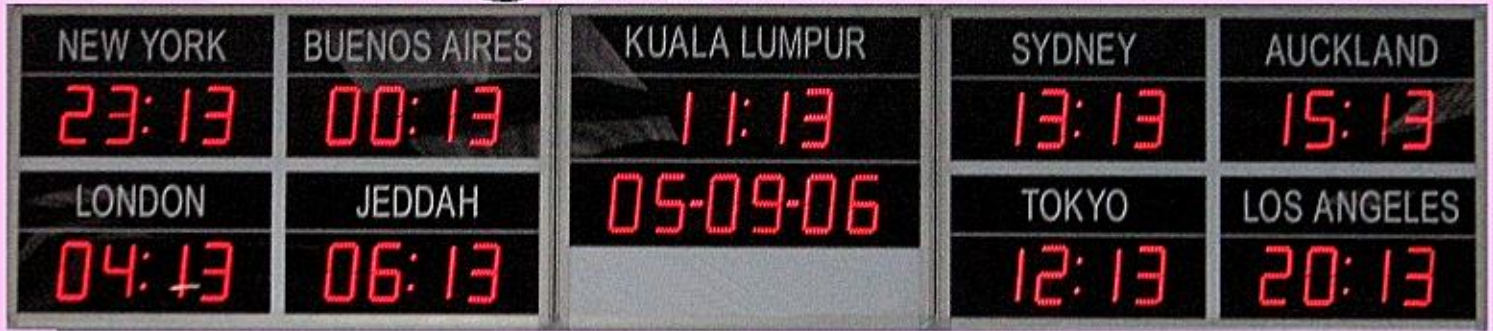 NEW YORK
23:13
BUENOS AIRES
00:13
LONDON
04:13
JEDDAH
06:13
KUALA LUMPUR
11:13
05-09-06
SYDNEY
13:13
AUCKLAND
15:13
TOKYO
12:13
LOS ANGELES
20:13